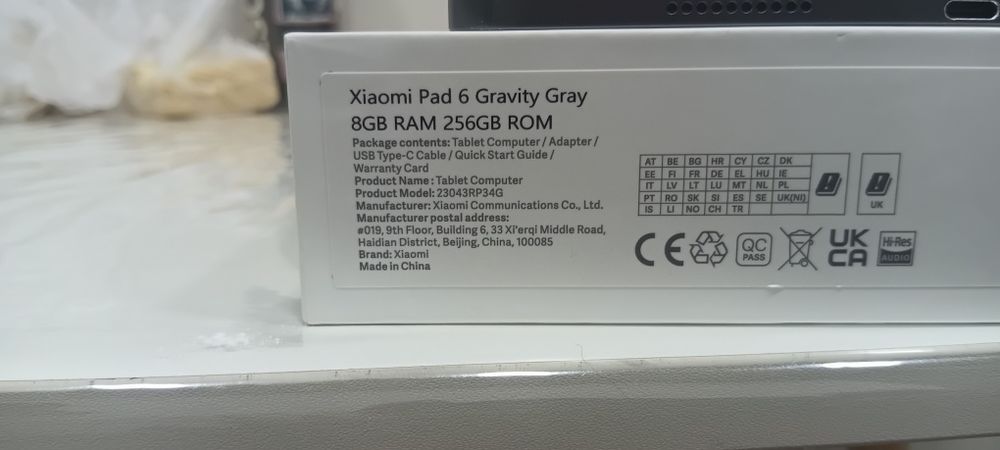 Xiaomi Pad 6 Gravity Gray
8GB RAM 256GB ROM
Package contents: Tablet Computer / Adapter /
USB Type-C Cable / Quick Start Guide /
Warranty Card
Product Name: Tablet Computer
Product Model: 23043RP34G
Manufacturer: Xiaomi Communications Co., Ltd.
Manufacturer postal address:
#019, 9th Floor, Building 6, 33 Xi'erqi Middle Road,
Haidian District, Beijing, China, 100085
Brand: Xiaomi
Made in China
AT BE BG HR CY CZ DK
EE FI FR DE EL HU IE
IT LV LT LU MT NL PL
PT RO SK SI ES SE UK(NI)
IS LI NO CH TR
UK
CE
QC
PASS
UK
CA
Hi-Res
AUDIO